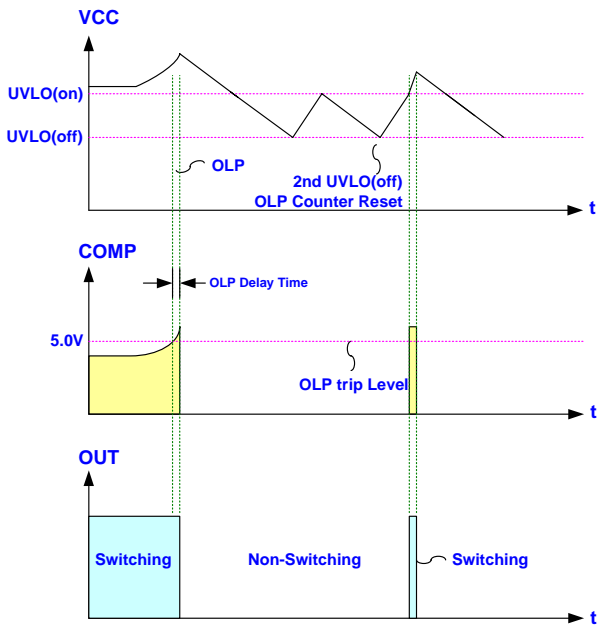 VCC
UVLO(on)
UVLO(off)
OLP
2nd UVLO(off)
OLP Counter Reset
t
COMP
OLP Delay Time
5.0V
OLP trip Level
t
OUT
Switching
Non-Switching
Switching
t